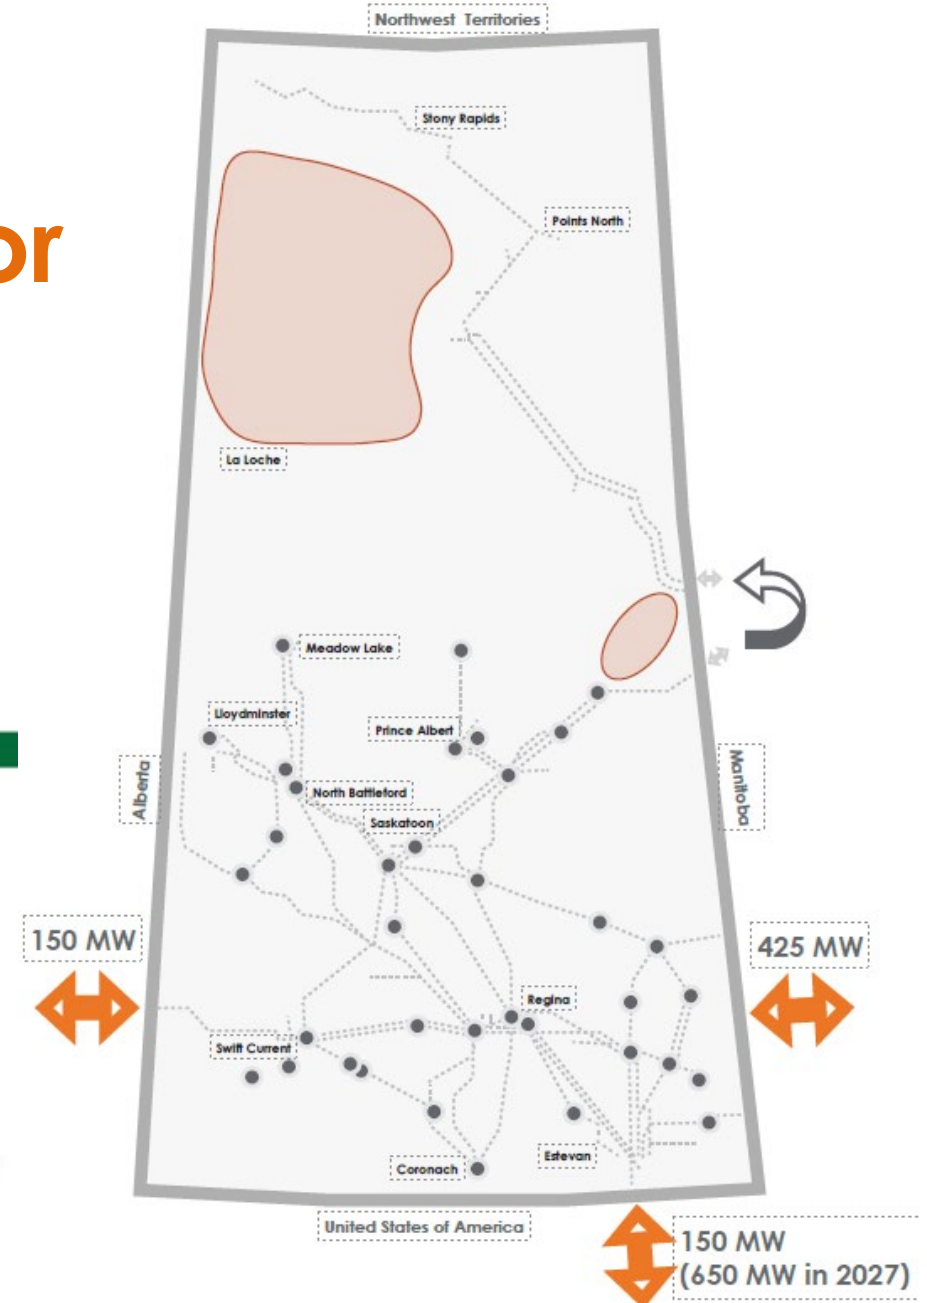 Northwest Territories
Stony Rapids
or
Points North
La Loche
Meadow Lake
Lloydminster
Prince Albert
Alberta
Manitoba
North Battleford
Saskatoon
150 MW
425 MW
Regina
Swift Current
Estevan
Coronach
United States of America
150 MW
(650 MW in 2027)